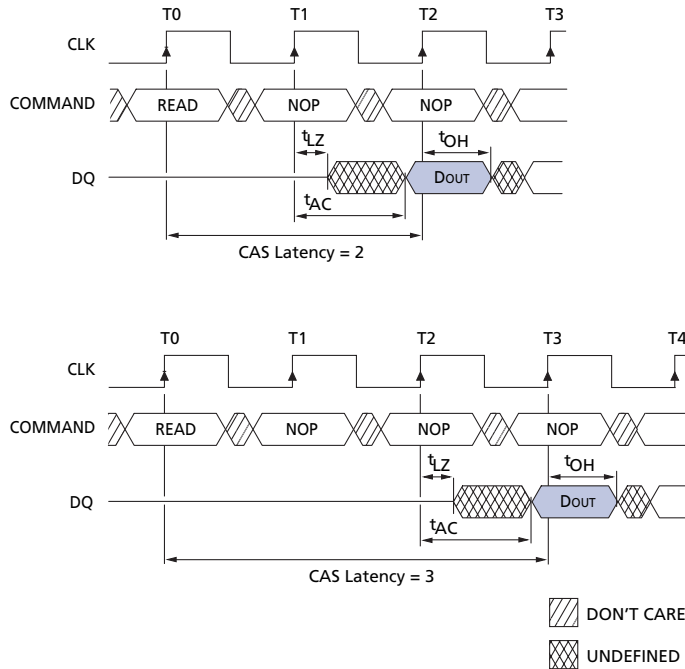 T0 T1 T2 T3
CLK
COMMAND READ NOP NOP
tLZ tOH
DQ DOUT
tAC
CAS Latency = 2
T0 T1 T2 T3 T4
CLK
COMMAND READ NOP NOP NOP
tLZ tOH
DQ DOUT
tAC
CAS Latency = 3
DON'T CARE
UNDEFINED